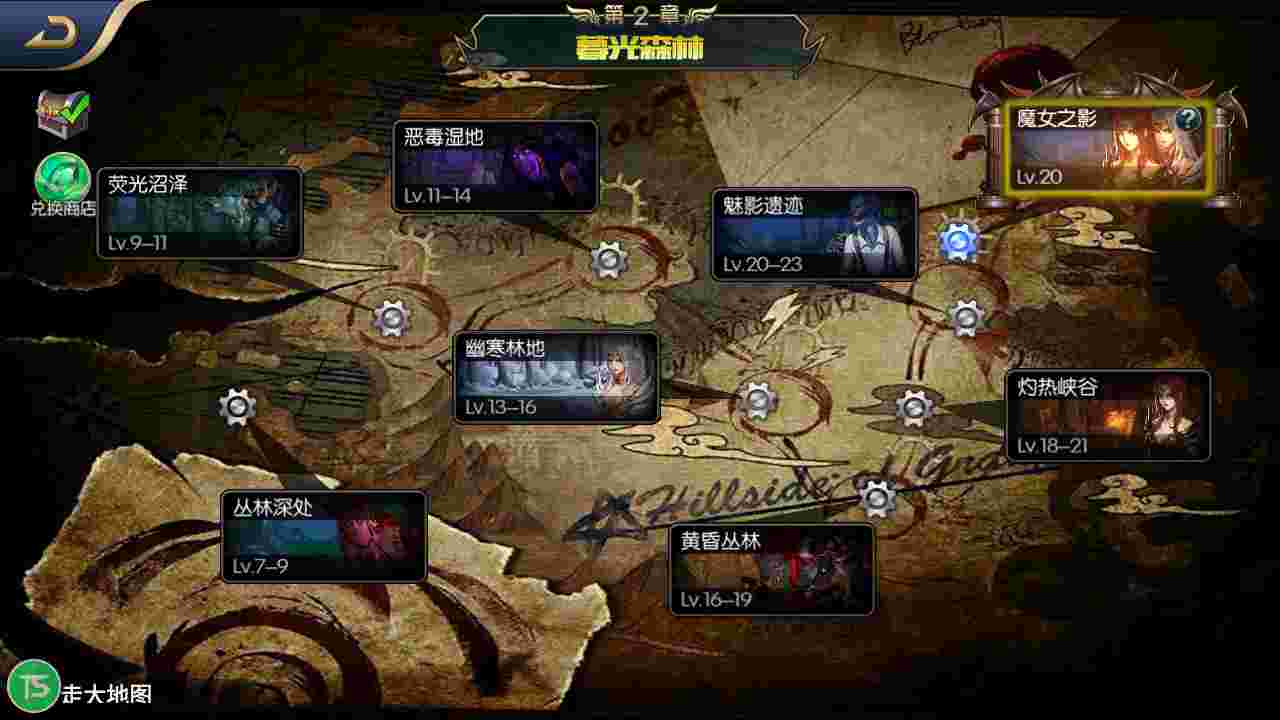 第2章
暮光森林
兑换商店
荧光沼泽
Lv.9-11
恶毒湿地
Lv.11-14
魅影遗迹
Lv.20-23
魔女之影
?
Lv.20
幽寒林地
Lv.13-16
灼热峡谷
Lv.18-21
丛林深处
Lv.7-9
黄昏丛林
Lv.16-19
Hillside of Gra
TS
走大地图